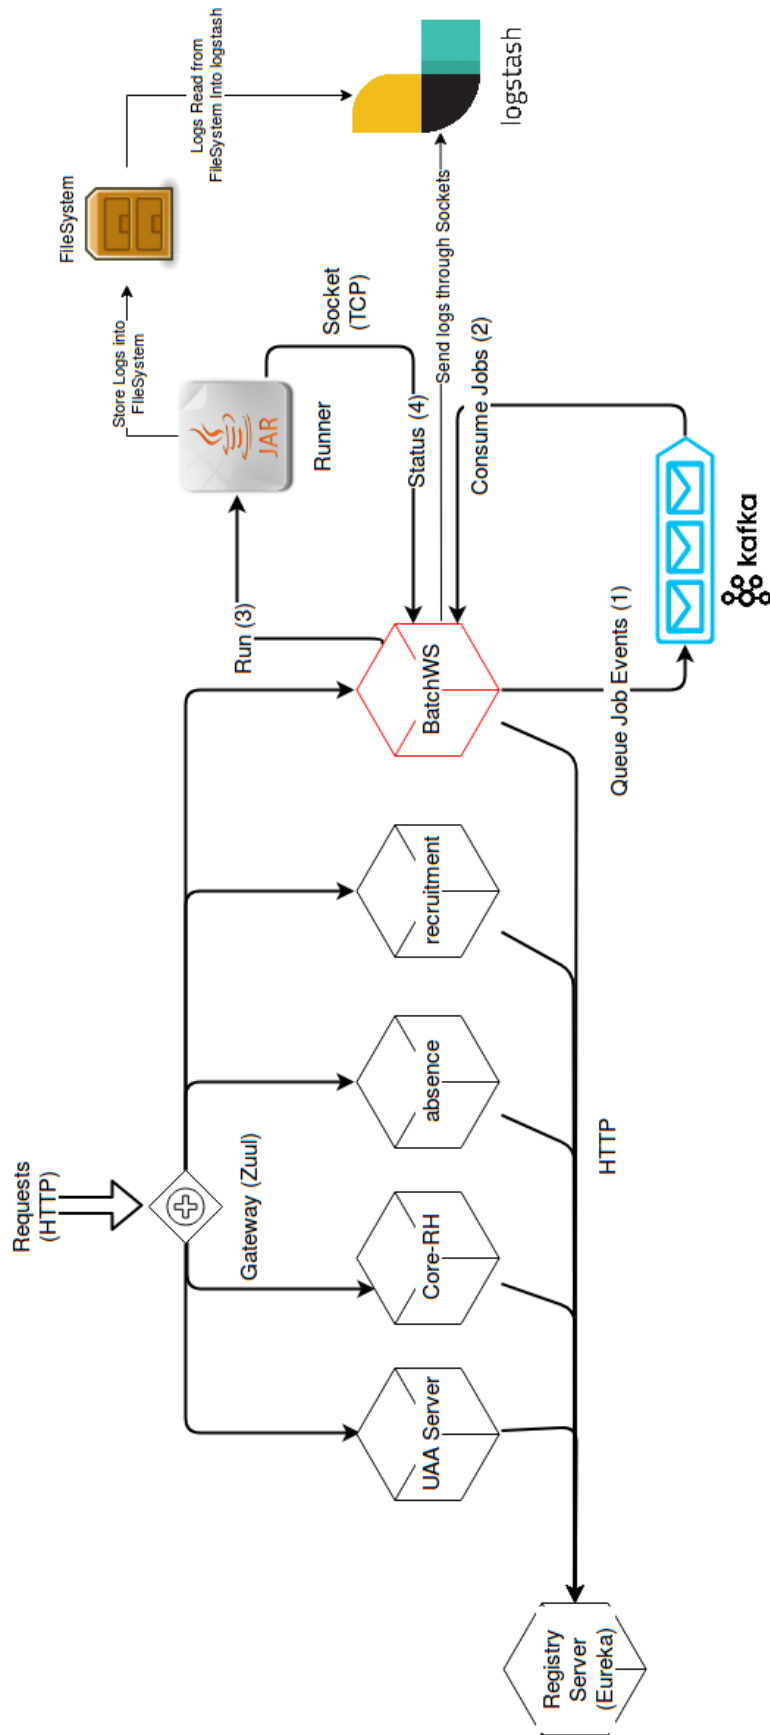 Requests
(HTTP)
Gateway (Zuul)
UAA Server
Core-RH
absence
recruitment
BatchWS
Registry
Server
(Eureka)
HTTP
Run (3)
JAR
Runner
Store Logs into
FIleSystem
FileSystem
Logs Read from
FileSystem Into logstash
logstash
Socket
(TCP)
Status (4)
Send logs through Sockets
Consume Jobs (2)
Queue Job Events (1)
kafka